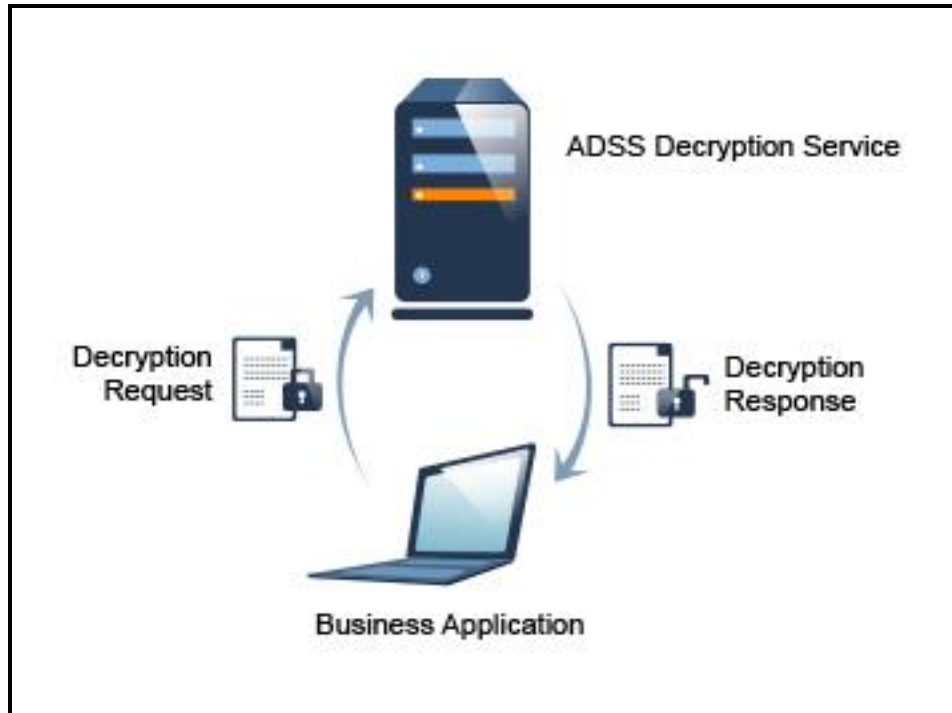 ADSS Decryption Service
Decryption
Request
Decryption
Response
Business Application